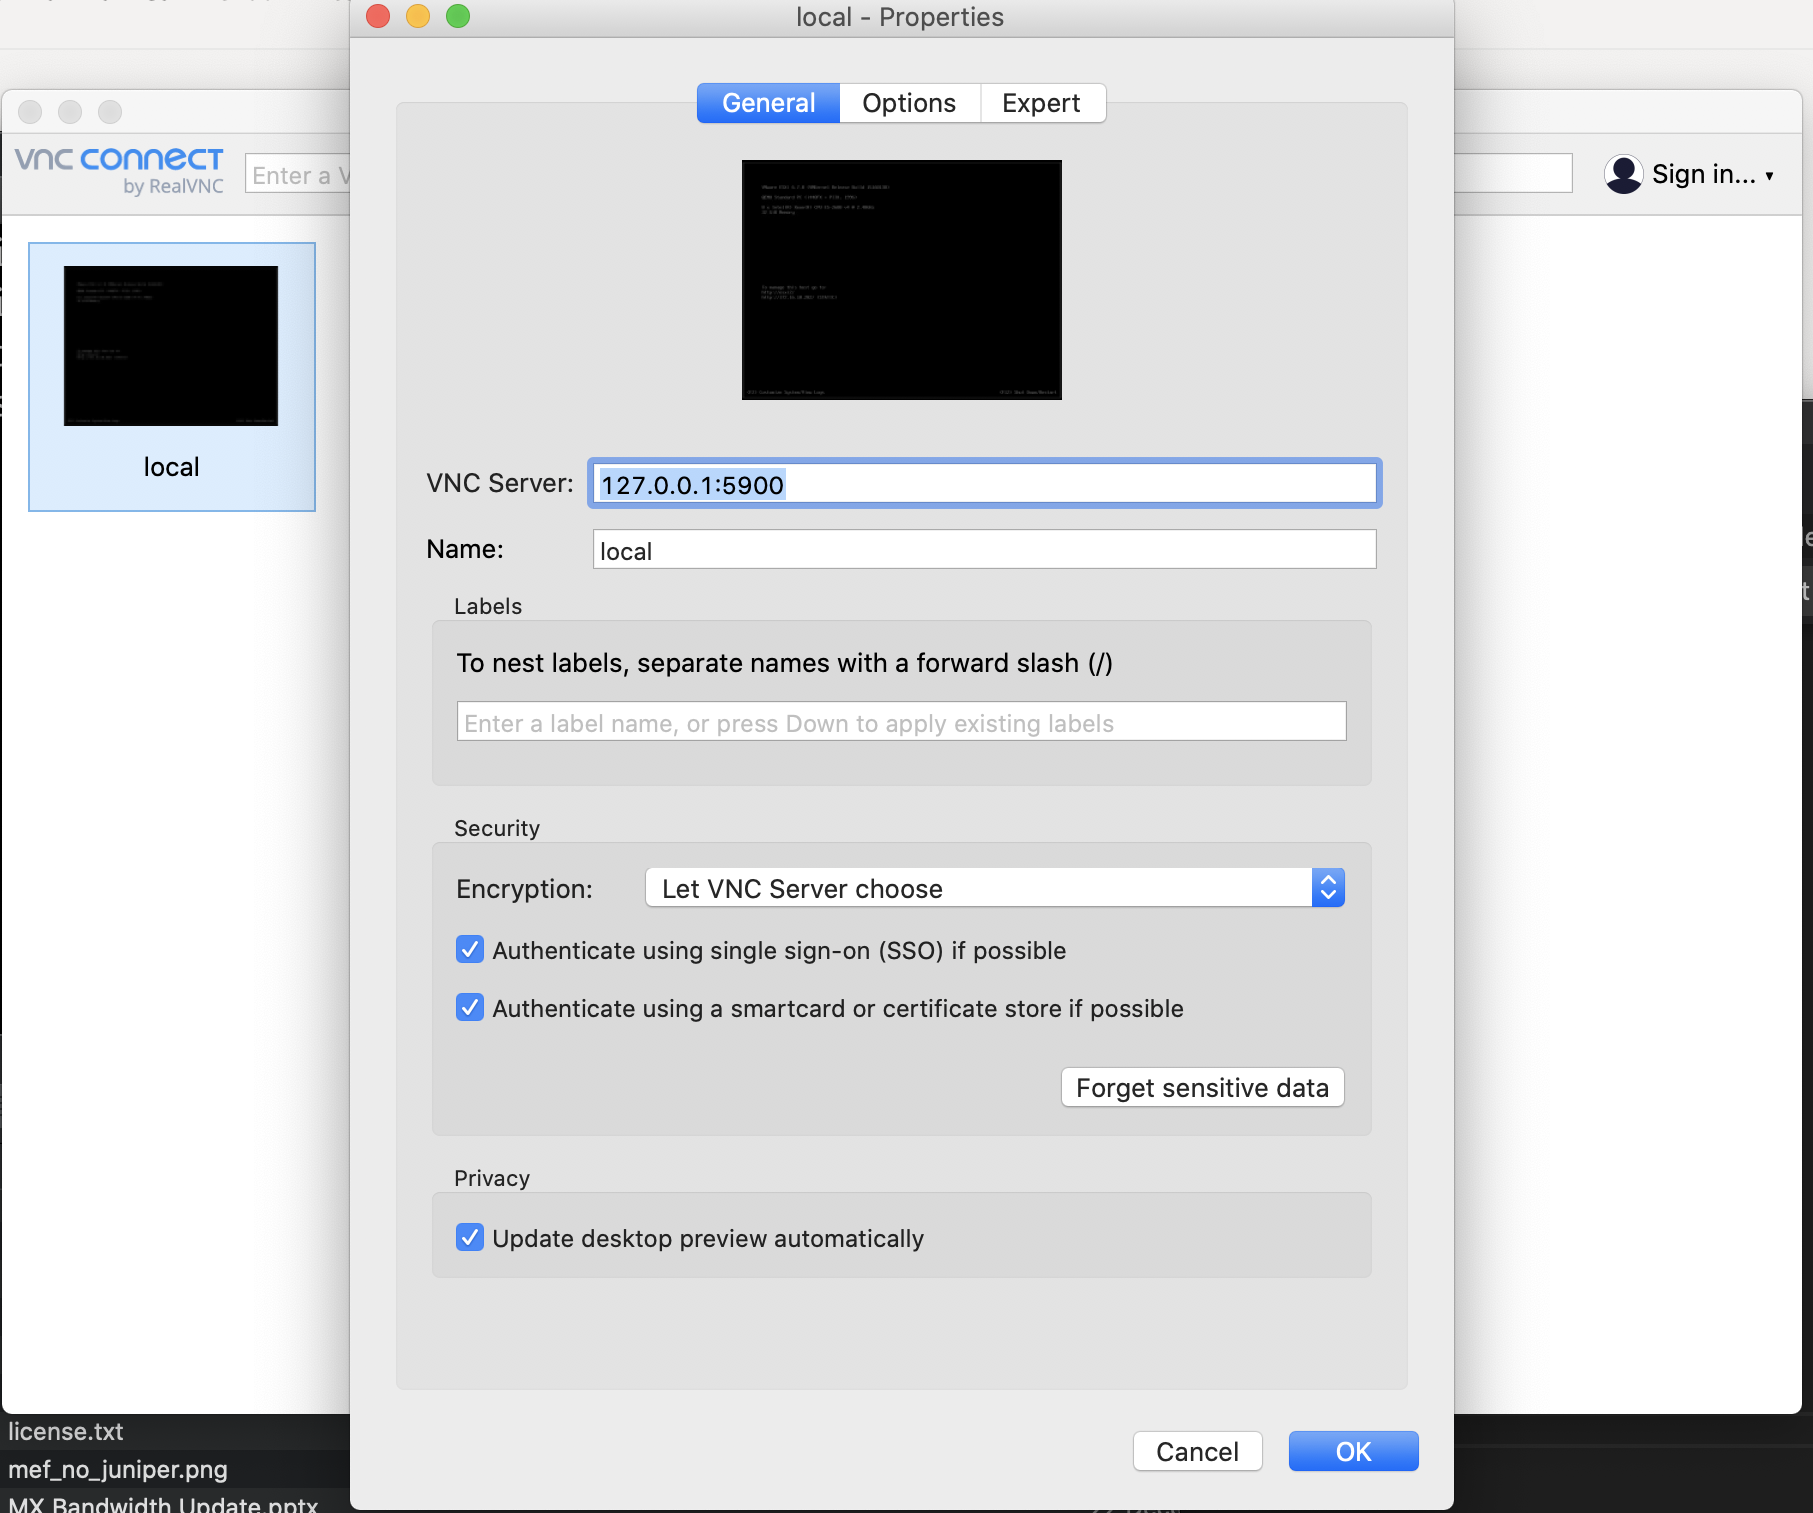 local - Properties
General Options Expert
vnc connect
by RealVNC
Enter a V
Sign in...
local
VNC Server: 127.0.0.1:5900
Name: local
Labels
To nest labels, separate names with a forward slash (/)
Enter a label name, or press Down to apply existing labels
Security
Encryption: Let VNC Server choose
Authenticate using single sign-on (SSO) if possible
Authenticate using a smartcard or certificate store if possible
Forget sensitive data
Privacy
Update desktop preview automatically
Cancel OK
license.txt
mef_no_juniper.png
MX Bandwidth Update.pptx